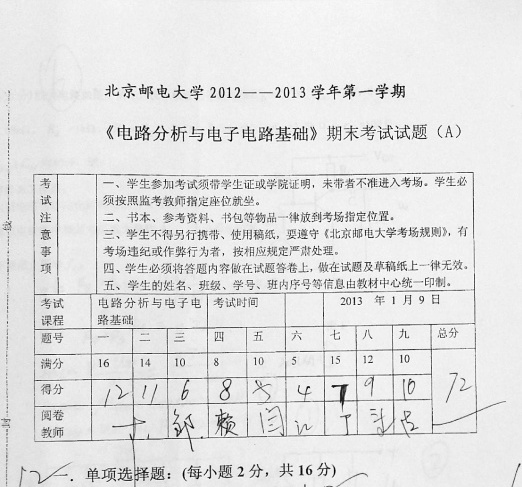 北京邮电大学2012——2013学年第一学期
《电路分析与电子电路基础》期末考试试题（A）
考试注意事项
一、学生参加考试须带学生证或学院证明，未带者不准进入考场。学生必
须按照监考教师指定座位就坐。
二、书本、参考资料、书包等物品一律放到考场指定位置。
三、学生不得另行携带、使用稿纸，要遵守《北京邮电大学考场规则》，有
考场违纪或作弊行为者，按相应规定严肃处理。
四、学生必须将答题内容做在试题答卷上，做在试题及草稿纸上一律无效。
五、学生的姓名、班级、学号、班内序号等信息由教材中心统一印制。
考试课程 电路分析与电子电路基础 考试时间 2013 年 1 月 9 日
题号 一 二 三 四 五 六 七 八 九 总分
满分 16 14 10 8 10 5 15 12 10
得分 12 11 6 8 4 7 9 10 72
阅卷教师 郭 赖 闫 江 丁
12 一．单项选择题：(每小题 2 分，共 16 分)